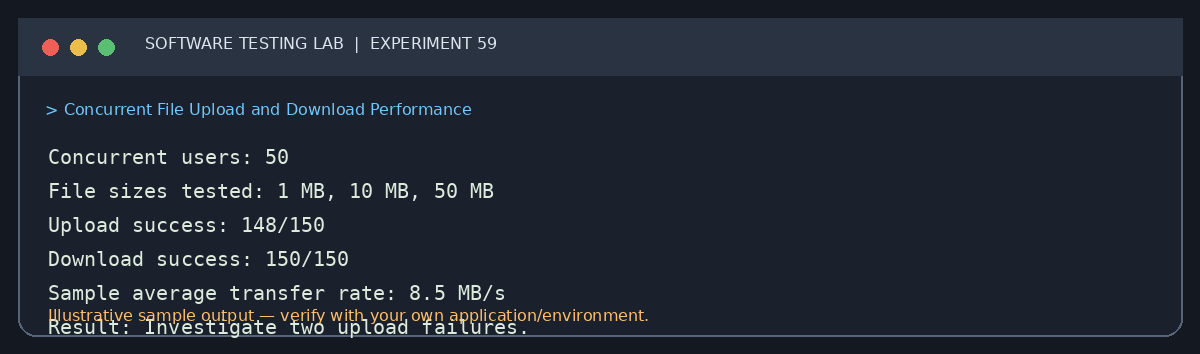 SOFTWARE TESTING LAB | EXPERIMENT 59
> Concurrent File Upload and Download Performance
Concurrent users: 50
File sizes tested: 1 MB, 10 MB, 50 MB
Upload success: 148/150
Download success: 150/150
Sample average transfer rate: 8.5 MB/s
Illustrative sample output — verify with your own application/environment.
Result: Investigate two upload failures.